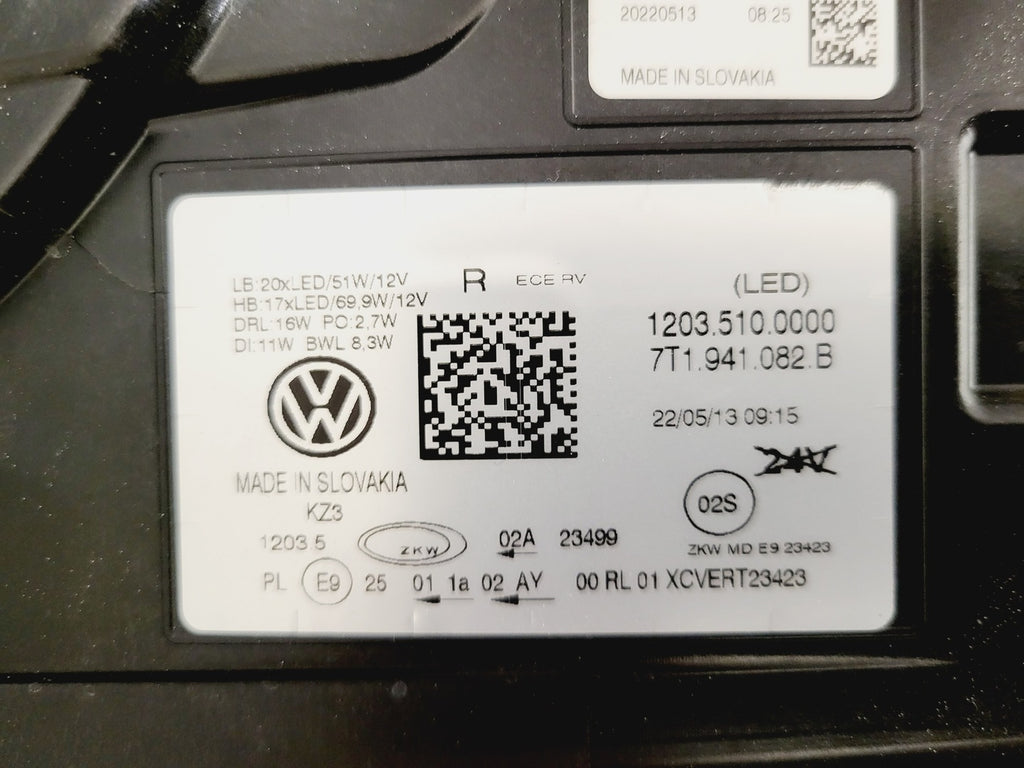 20220513 08:25
MADE IN SLOVAKIA
LB:20xLED/51W/12V
HB:17xLED/69,9W/12V
DRL:16W PO:2,7W
DI:11W BWL 8,3W
R ECE RV
(LED)
1203.510.0000
7T1.941.082.B
22/05/13 09:15
24V
02S
MADE IN SLOVAKIA
KZ3
1203 5 ZKW 02A 23499
ZKW MD E9 23423
PL E9 25 01 1a 02 AY 00 RL 01 XCVERT23423